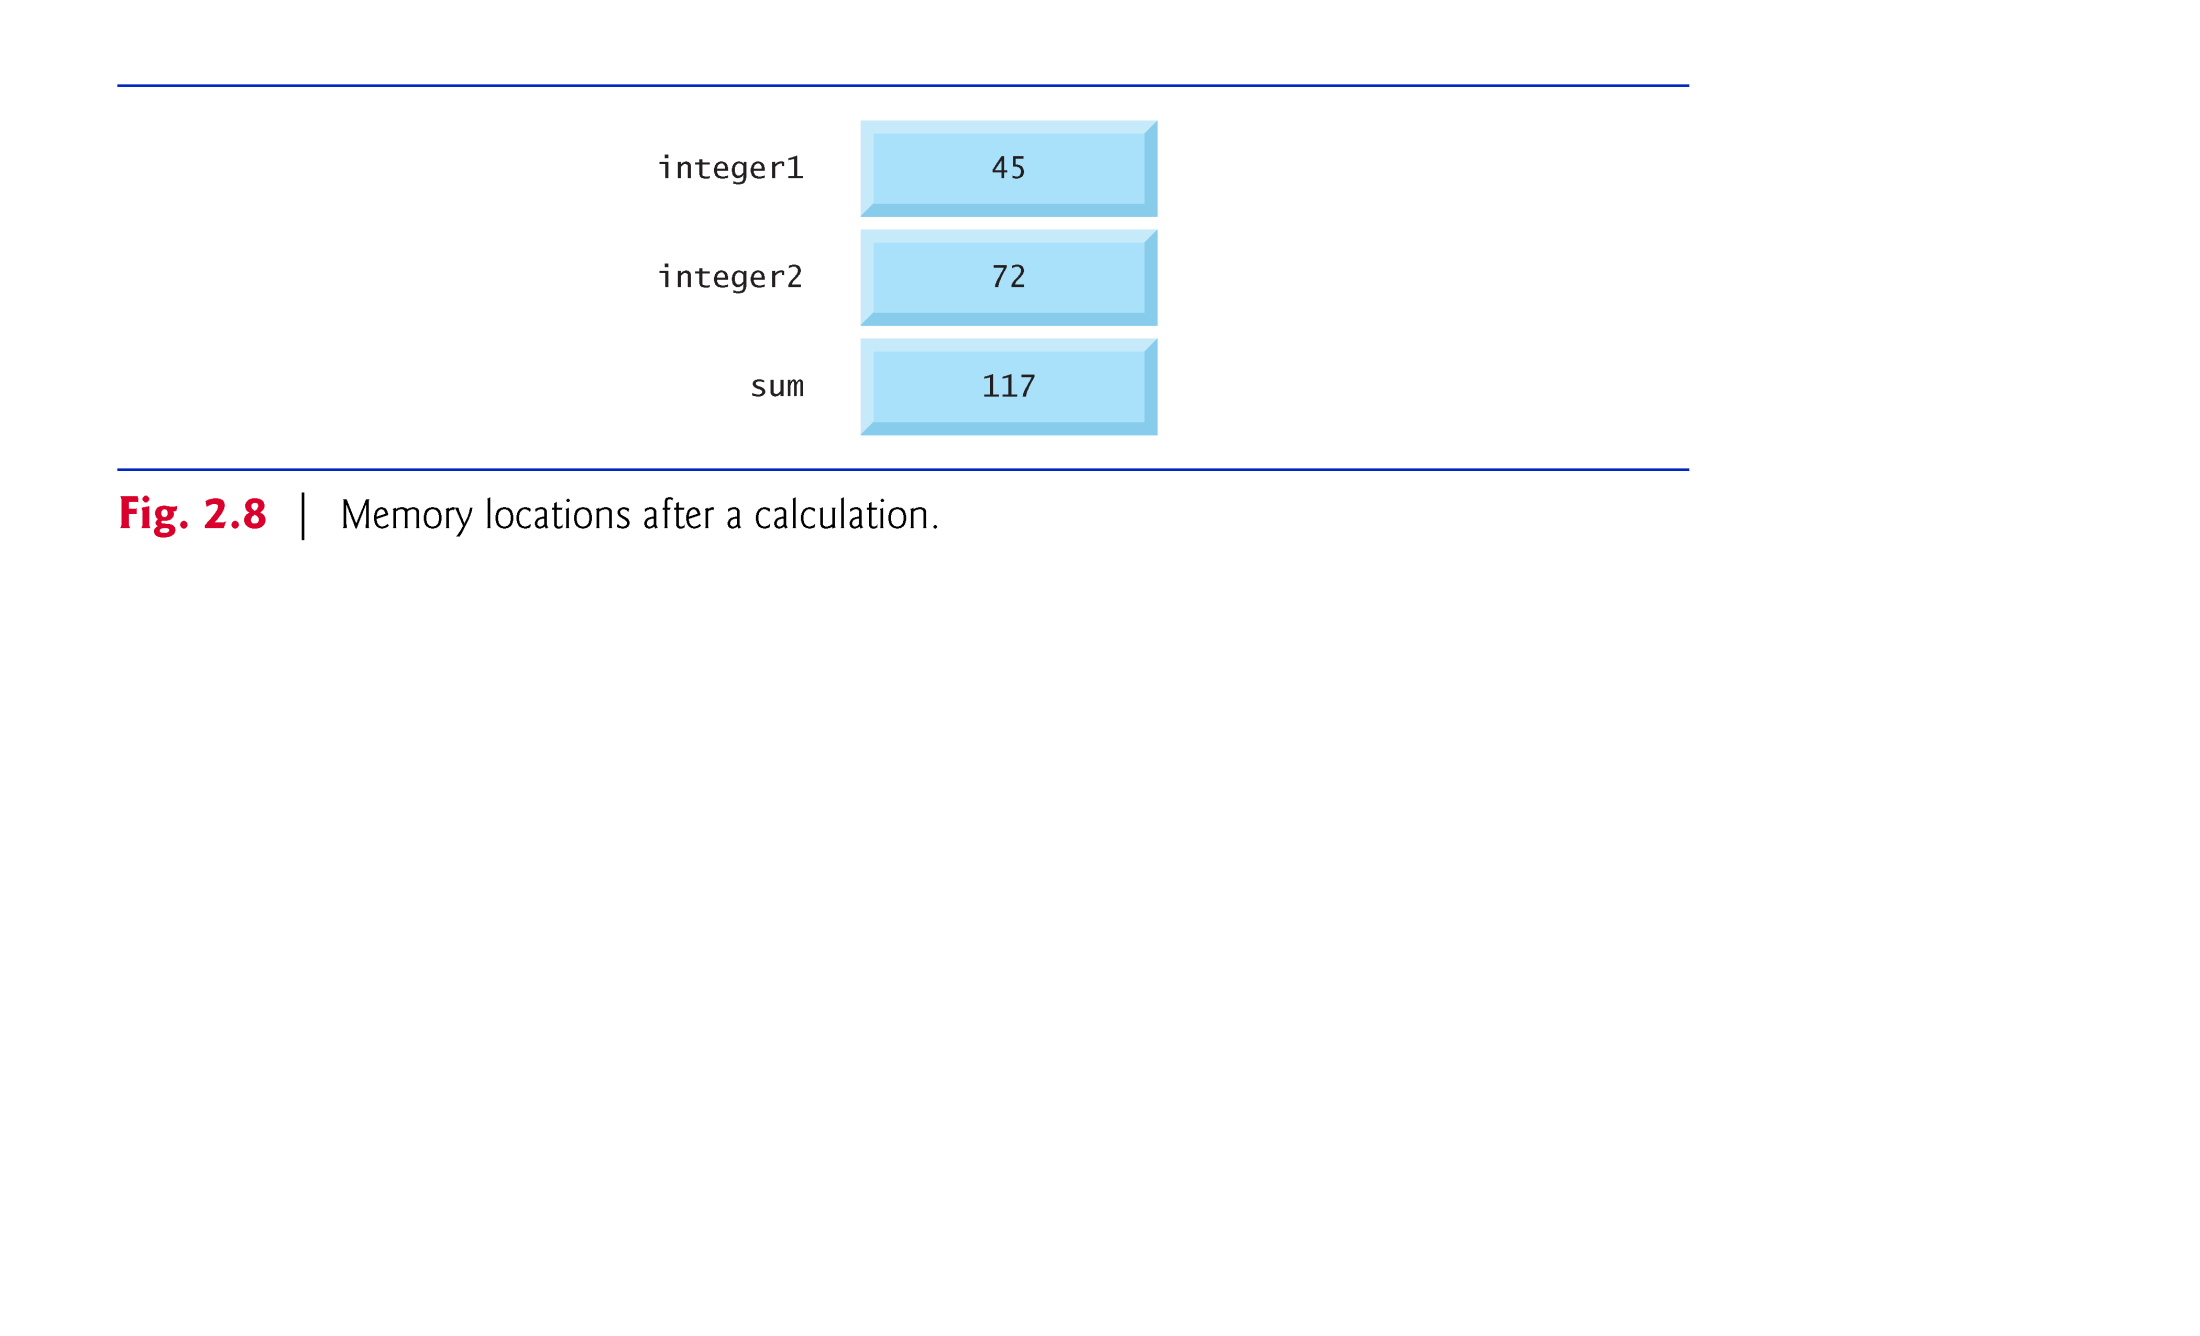 integer1 45
integer2 72
sum 117
Fig. 2.8 | Memory locations after a calculation.